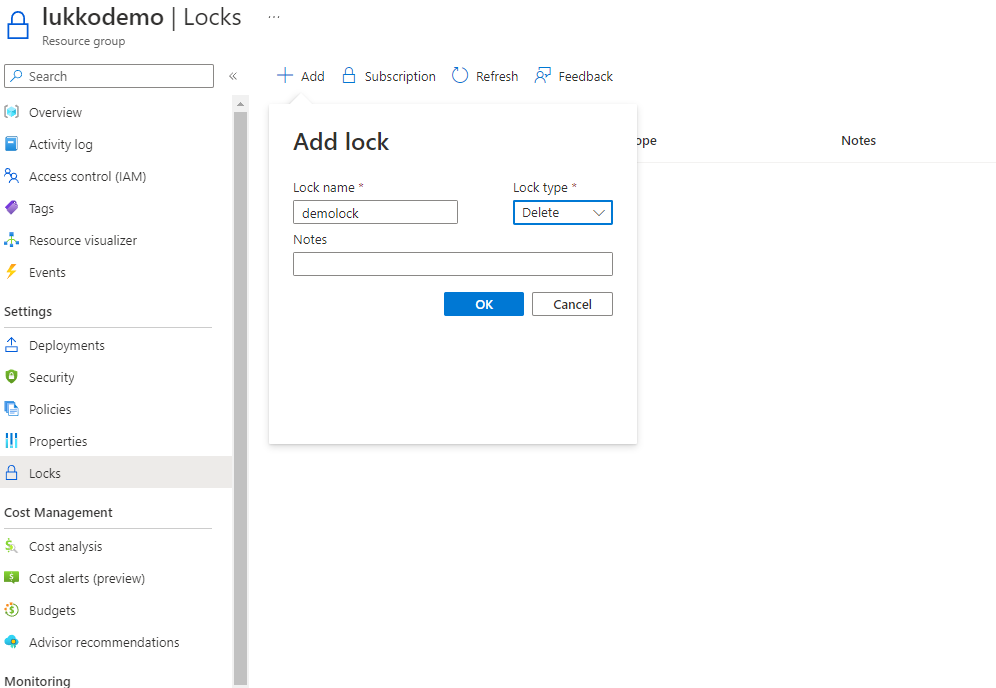 lukkodemo | Locks ...
Resource group
Search «
Add Subscription Refresh Feedback
Overview
Activity log
Access control (IAM)
Tags
Resource visualizer
Events
Settings
Deployments
Security
Policies
Properties
Locks
Cost Management
Cost analysis
Cost alerts (preview)
Budgets
Advisor recommendations
Monitoring
Add lock
Lock name * Lock type *
demolock Delete
Notes
OK Cancel
ope Notes